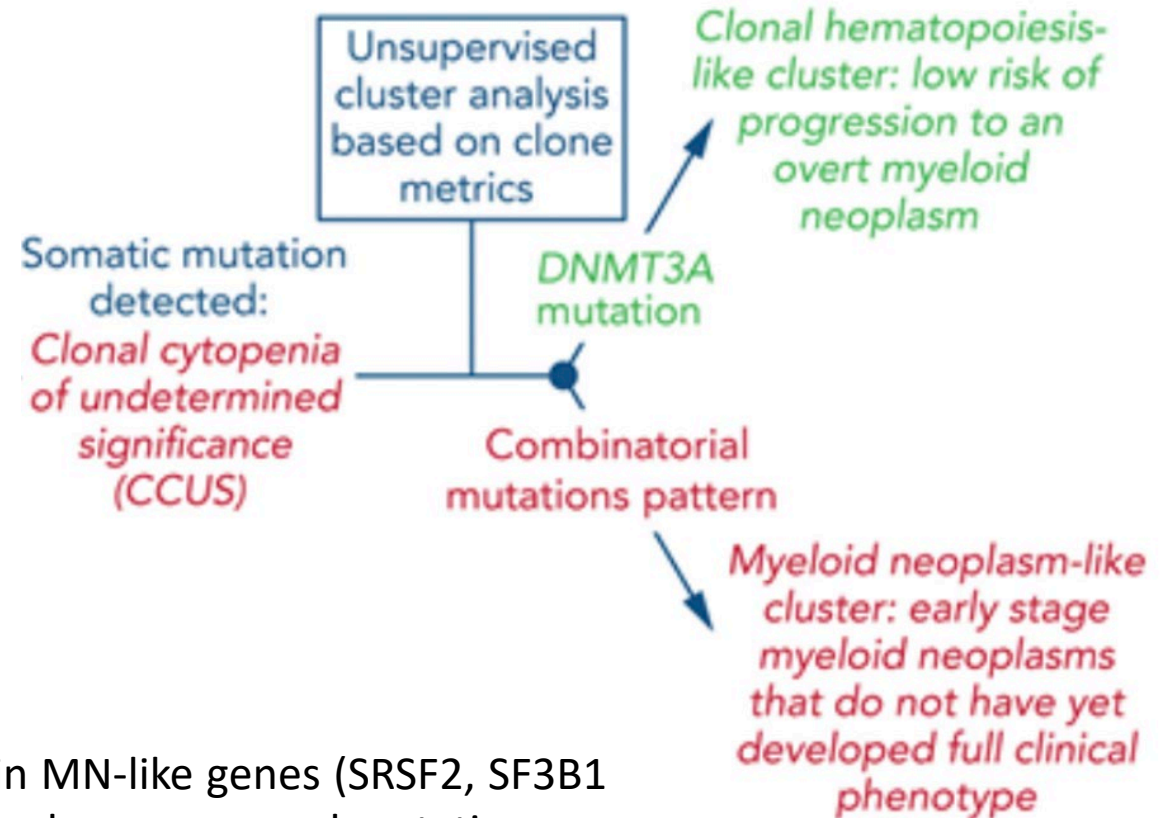 Unsupervised
cluster analysis
based on clone
metrics
Clonal hematopoiesis-
like cluster: low risk of
progression to an
overt myeloid
neoplasm
Somatic mutation
detected:
Clonal cytopenia
of undetermined
significance
(CCUS)
DNMT3A
mutation
Combinatorial
mutations pattern
Myeloid neoplasm-like
cluster: early stage
myeloid neoplasms
that do not have yet
developed full clinical
phenotype
n MN-like genes (SRSF2, SF3B1